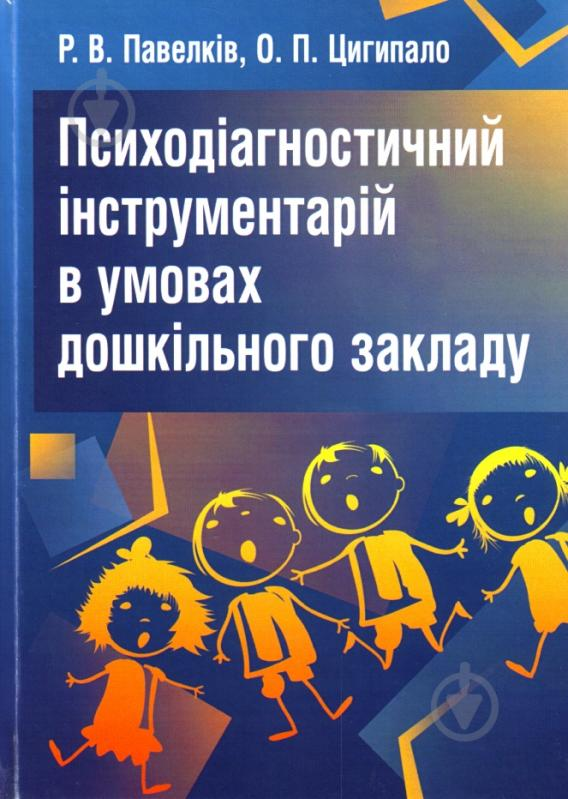 Р. В. Павелків, О. П. Цигипало
Психодіагностичний
інструментарій
в умовах
дошкільного закладу